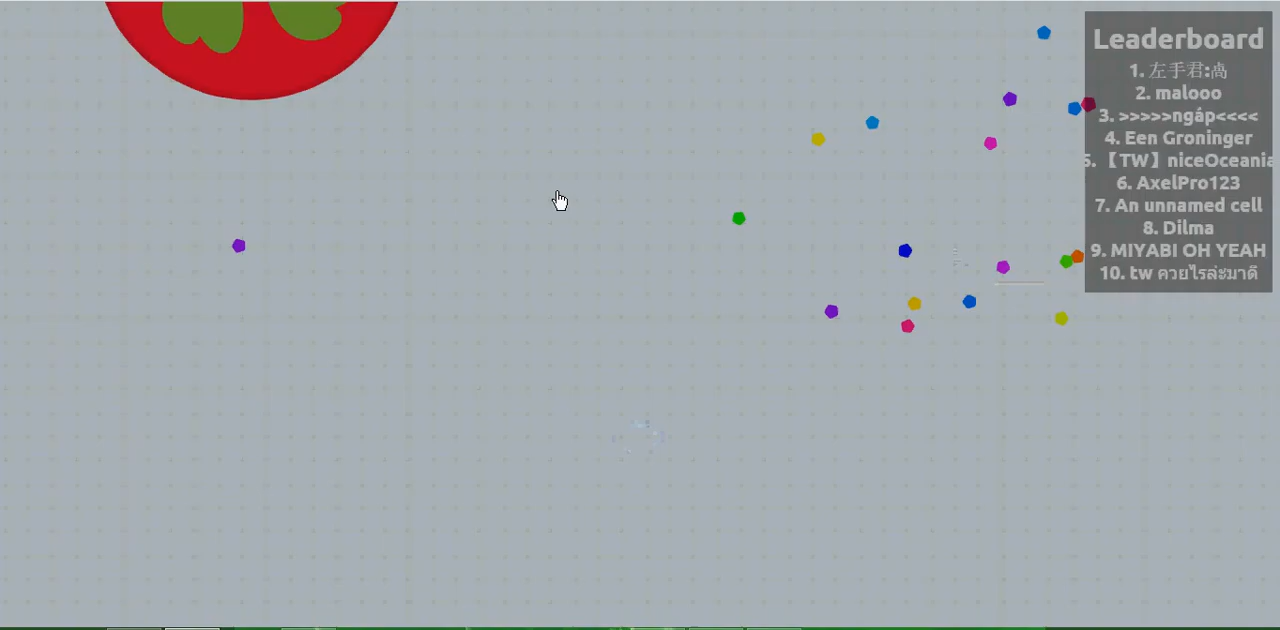 Leaderboard
1. 左手君:禼
2. malooo
3. >>>>>ngáp<<<<
4. Een Groninger
5. 【TW】niceOceania
6. AxelPro123
7. An unnamed cell
8. Dilma
9. MIYABI OH YEAH
10. tw ควยไรล่ะมาดิ